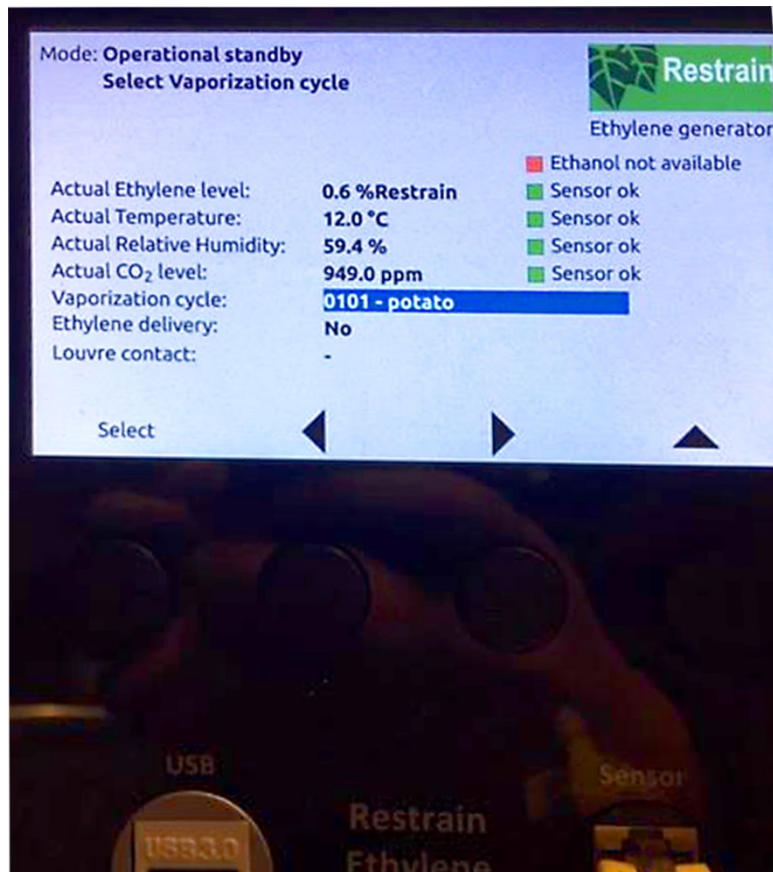 Mode: Operational standby
Select Vaporization cycle
Restrain
Ethylene generator
Ethanol not available
Actual Ethylene level: 0.6 %Restrain Sensor ok
Actual Temperature: 12.0 °C Sensor ok
Actual Relative Humidity: 59.4 % Sensor ok
Actual CO₂ level: 949.0 ppm Sensor ok
Vaporization cycle: 0101 - potato
Ethylene delivery: No
Louvre contact: -
Select
USB
Sensor
USB3.0
Restrain
Ethylene